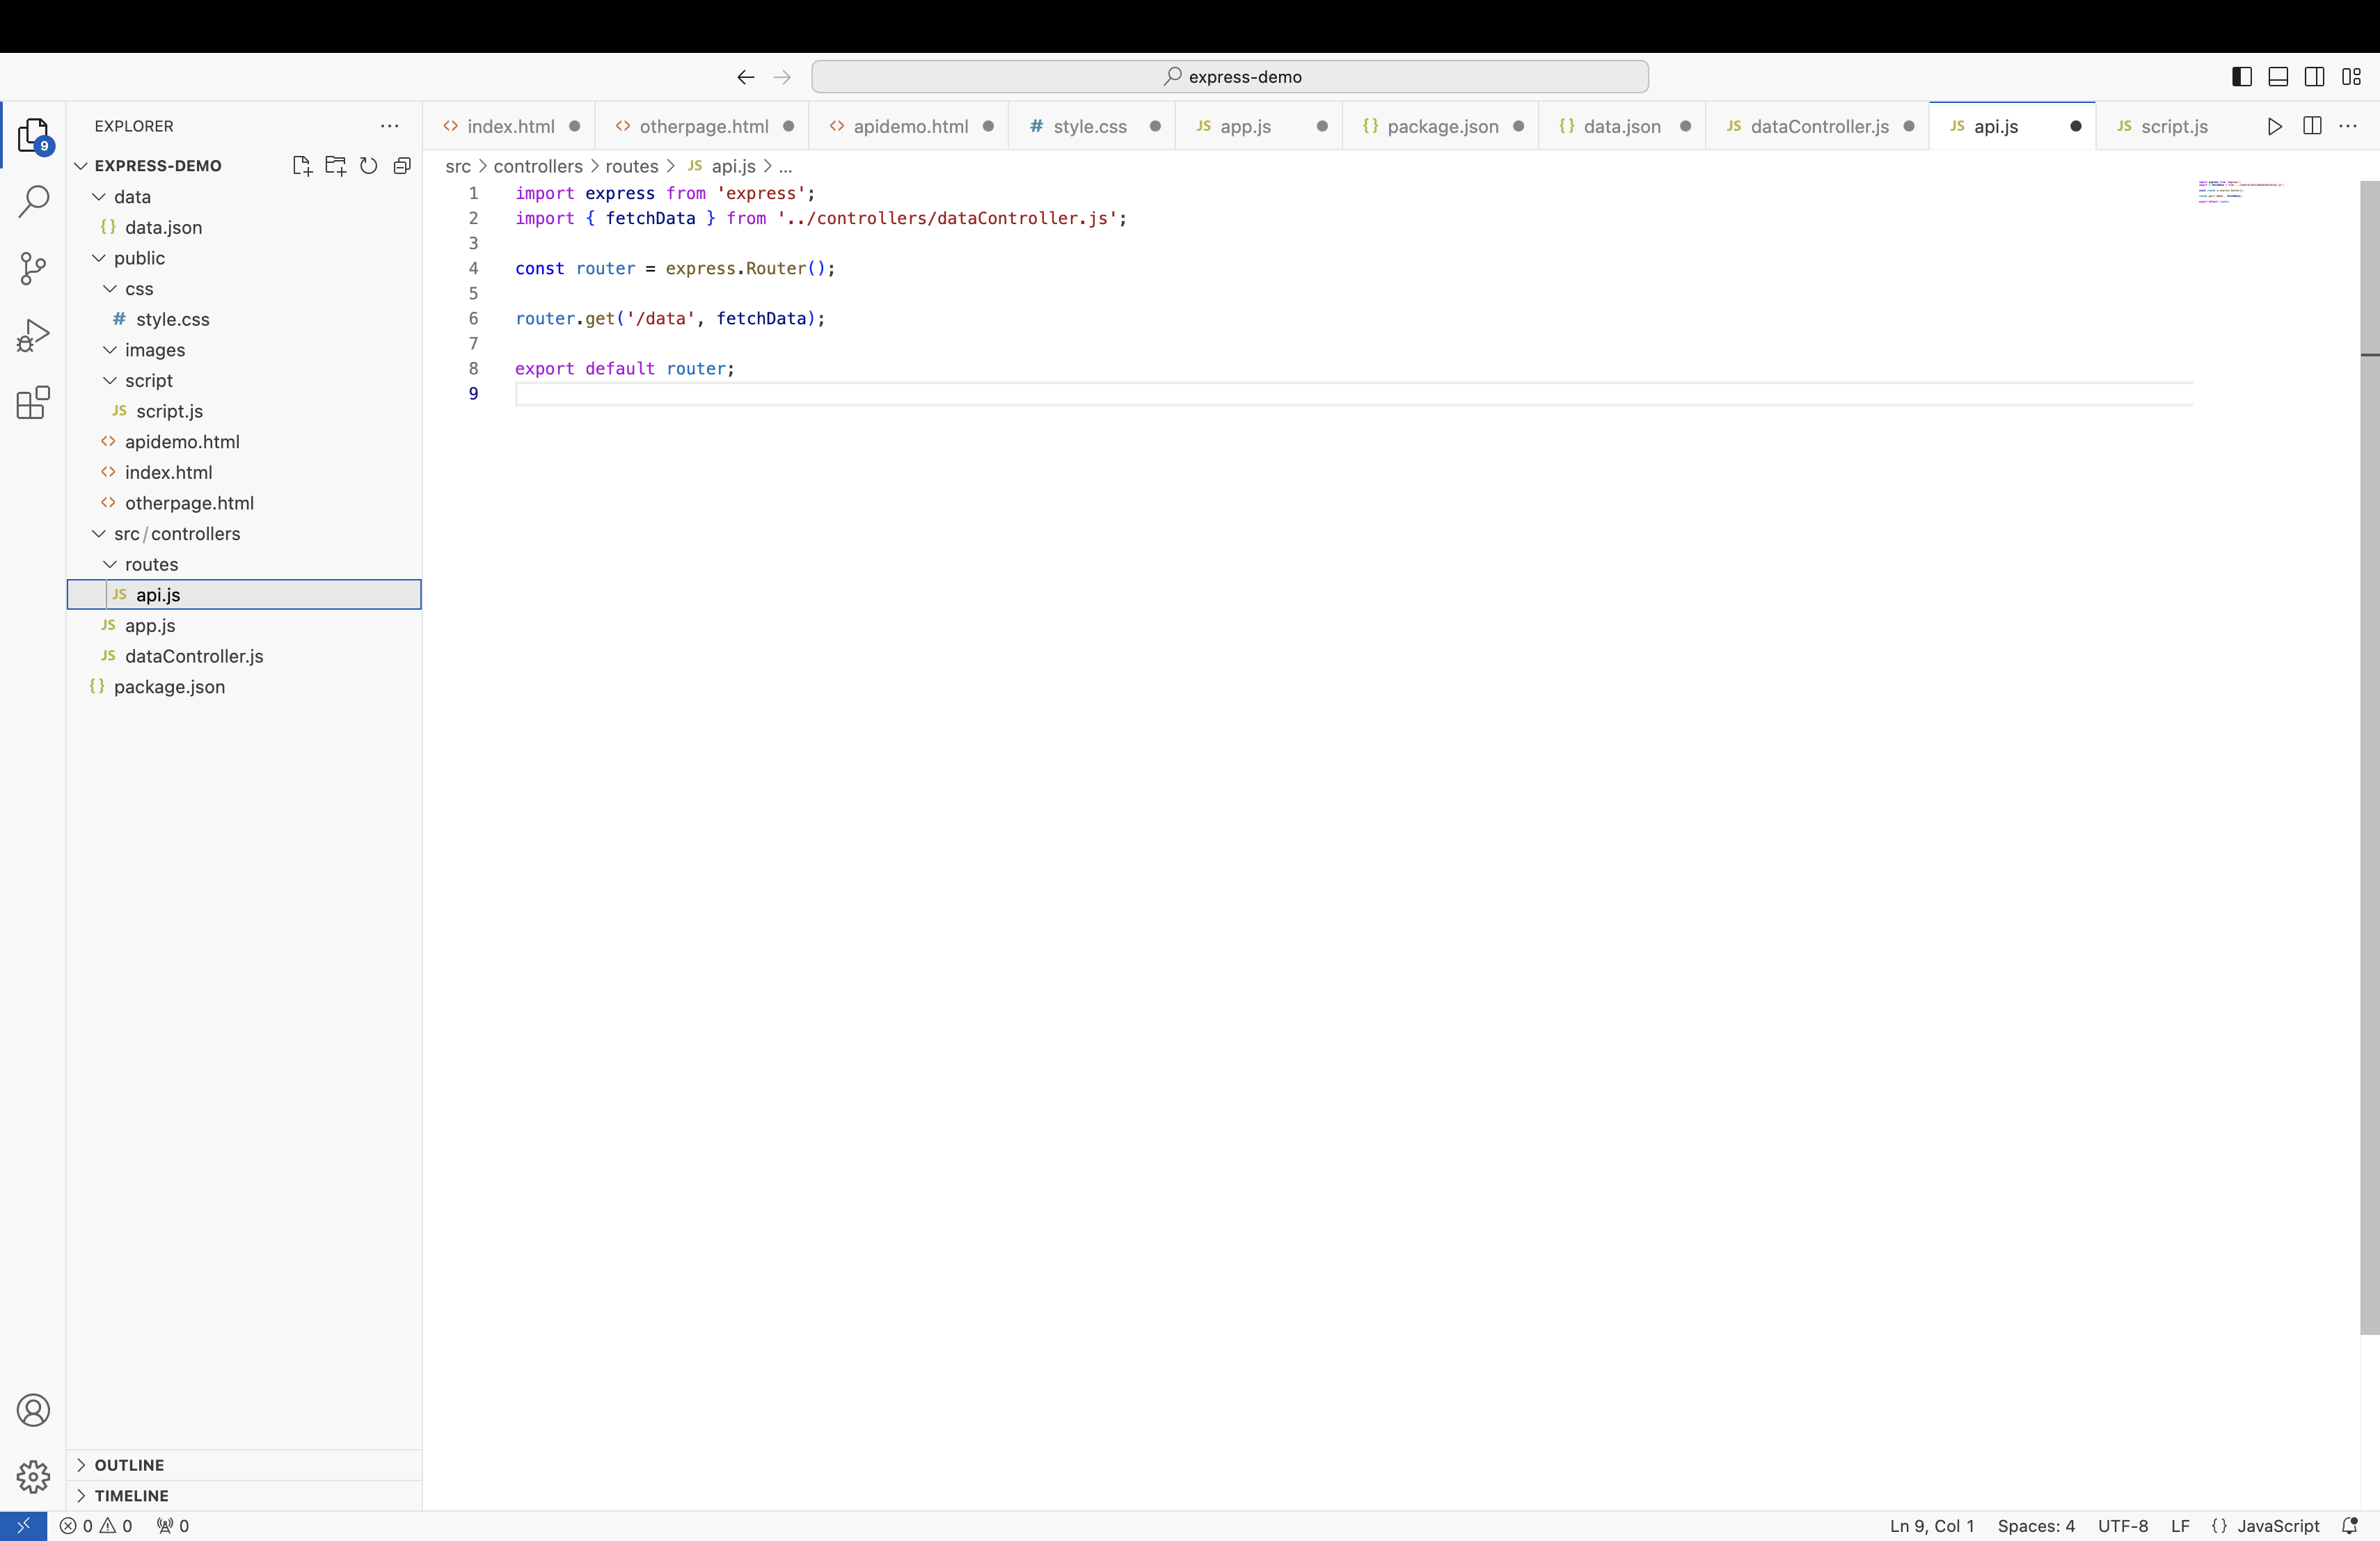 express-demo
EXPLORER
index.html
otherpage.html
apidemo.html
# style.css
JS app.js
{} package.json
{} data.json
JS dataController.js
JS api.js
JS script.js
9
EXPRESS-DEMO
data
{} data.json
public
css
# style.css
images
script
JS script.js
<> apidemo.html
<> index.html
<> otherpage.html
src/controllers
routes
JS api.js
JS app.js
JS dataController.js
{} package.json
OUTLINE
TIMELINE
src > controllers > routes > JS api.js > ...
1 import express from 'express';
2 import { fetchData } from '../controllers/dataController.js';
3
4 const router = express.Router();
5
6 router.get('/data', fetchData);
7
8 export default router;
9
0 0 0
Ln 9, Col 1 Spaces: 4 UTF-8 LF {} JavaScript